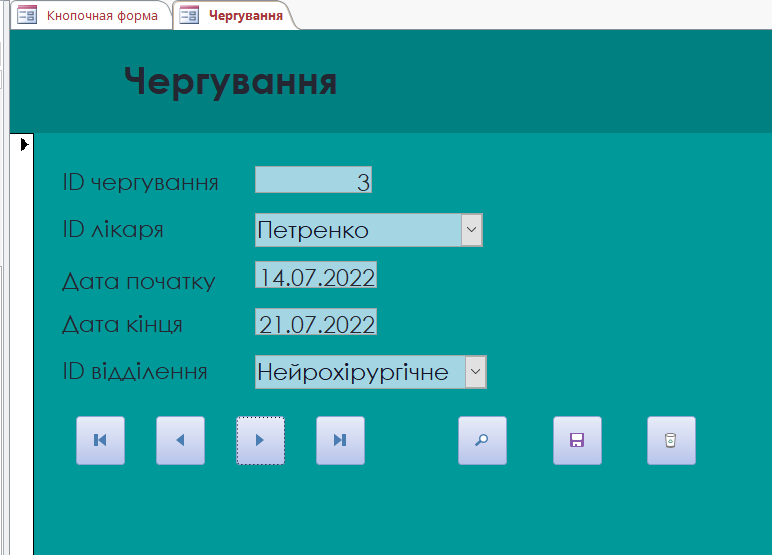 Кнопочная форма Чергування
Чергування
ID чергування 3
ID лікаря Петренко
Дата початку 14.07.2022
Дата кінця 21.07.2022
ID відділення Нейрохірургічне